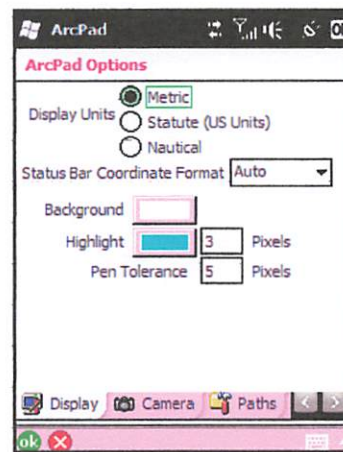 ArcPad
ArcPad Options
Display Units
Metric
Statute (US Units)
Nautical
Status Bar Coordinate Format Auto
Background
Highlight 3 Pixels
Pen Tolerance 5 Pixels
Display Camera Paths
ok